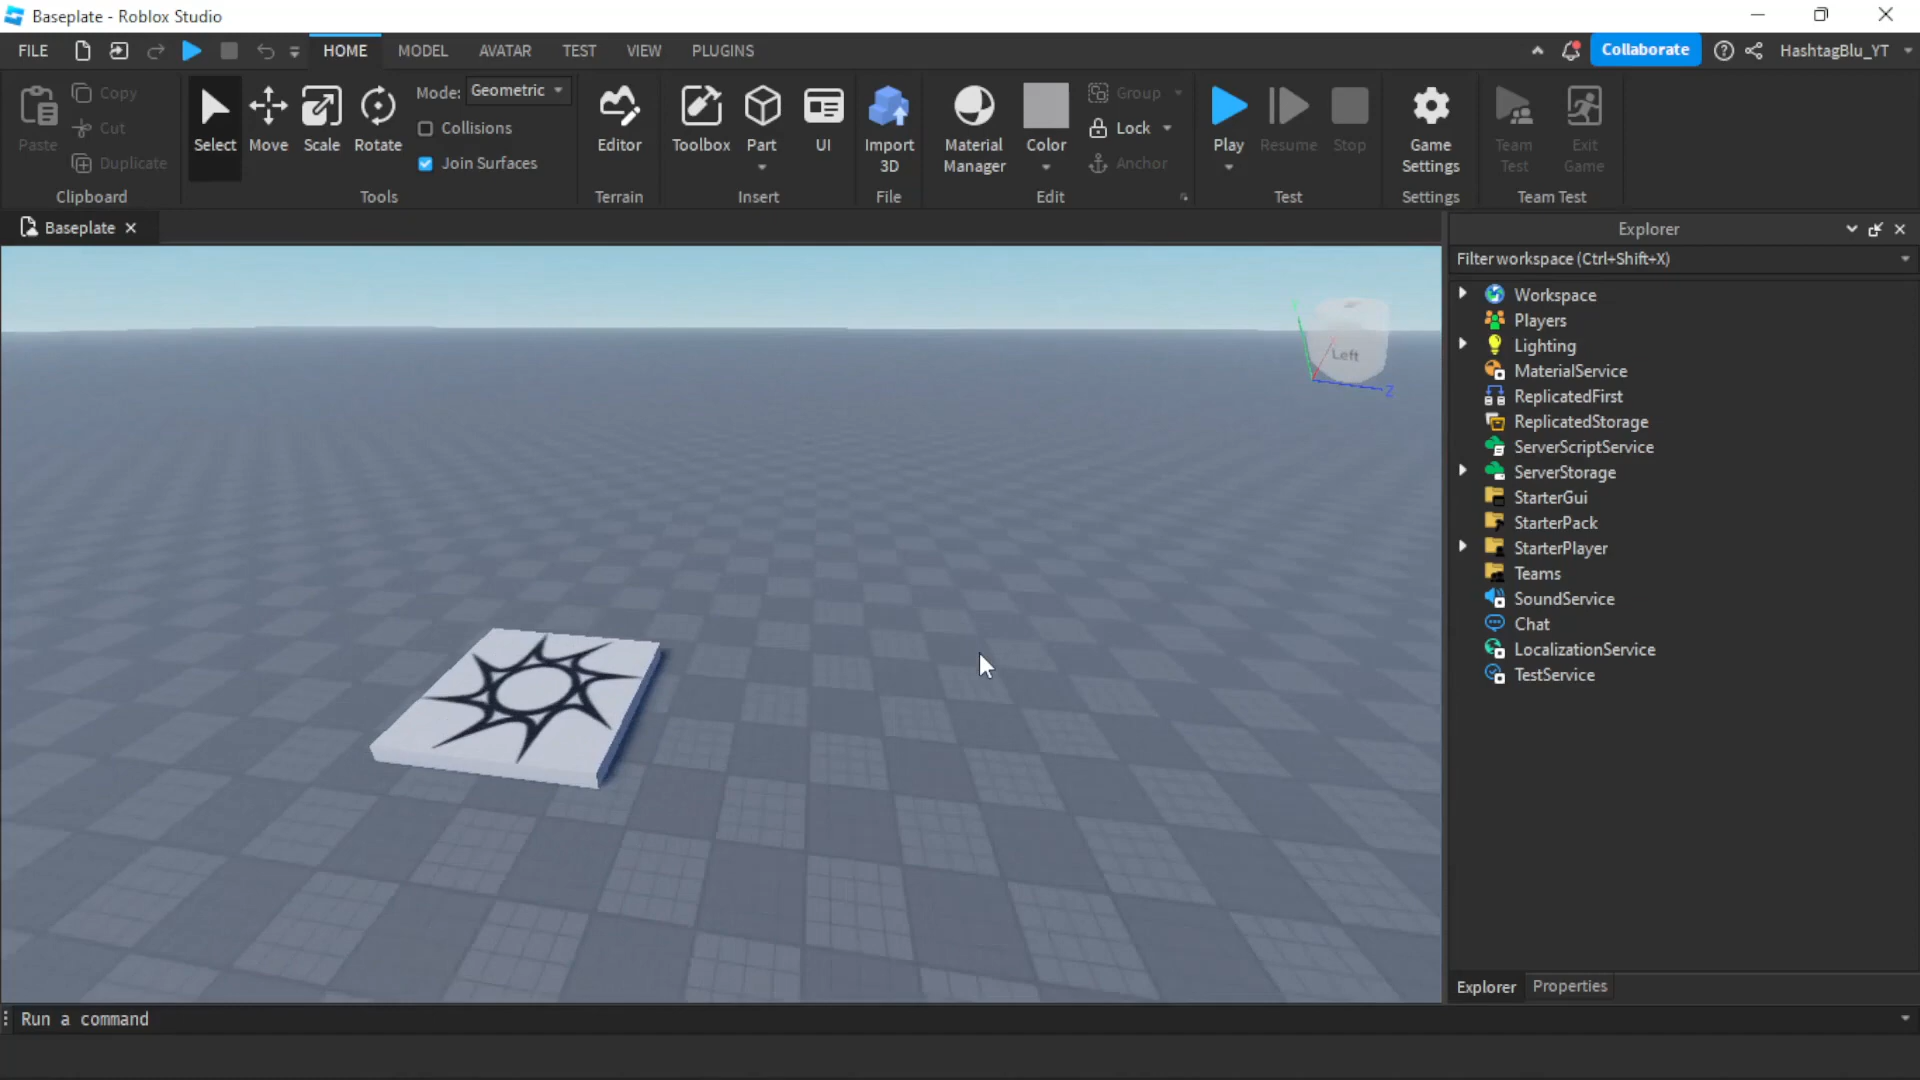 Baseplate - Roblox Studio
FILE HOME MODEL AVATAR TEST VIEW PLUGINS Collaborate HashtagBlu_YT
Paste
Copy
Cut
Duplicate
Clipboard
Select Move Scale Rotate
Mode: Geometric
Collisions
Join Surfaces
Tools
Editor
Terrain
Toolbox Part UI
Insert
Import
3D
File
Material
Manager
Color
Group
Lock
Anchor
Edit
Play Resume Stop
Test
Game
Settings
Settings
Team
Test
Exit
Game
Team Test
Baseplate
Left
Z
Explorer
Filter workspace (Ctrl+Shift+X)
Workspace
Players
Lighting
MaterialService
ReplicatedFirst
ReplicatedStorage
ServerScriptService
ServerStorage
StarterGui
StarterPack
StarterPlayer
Teams
SoundService
Chat
LocalizationService
TestService
Explorer Properties
Run a command